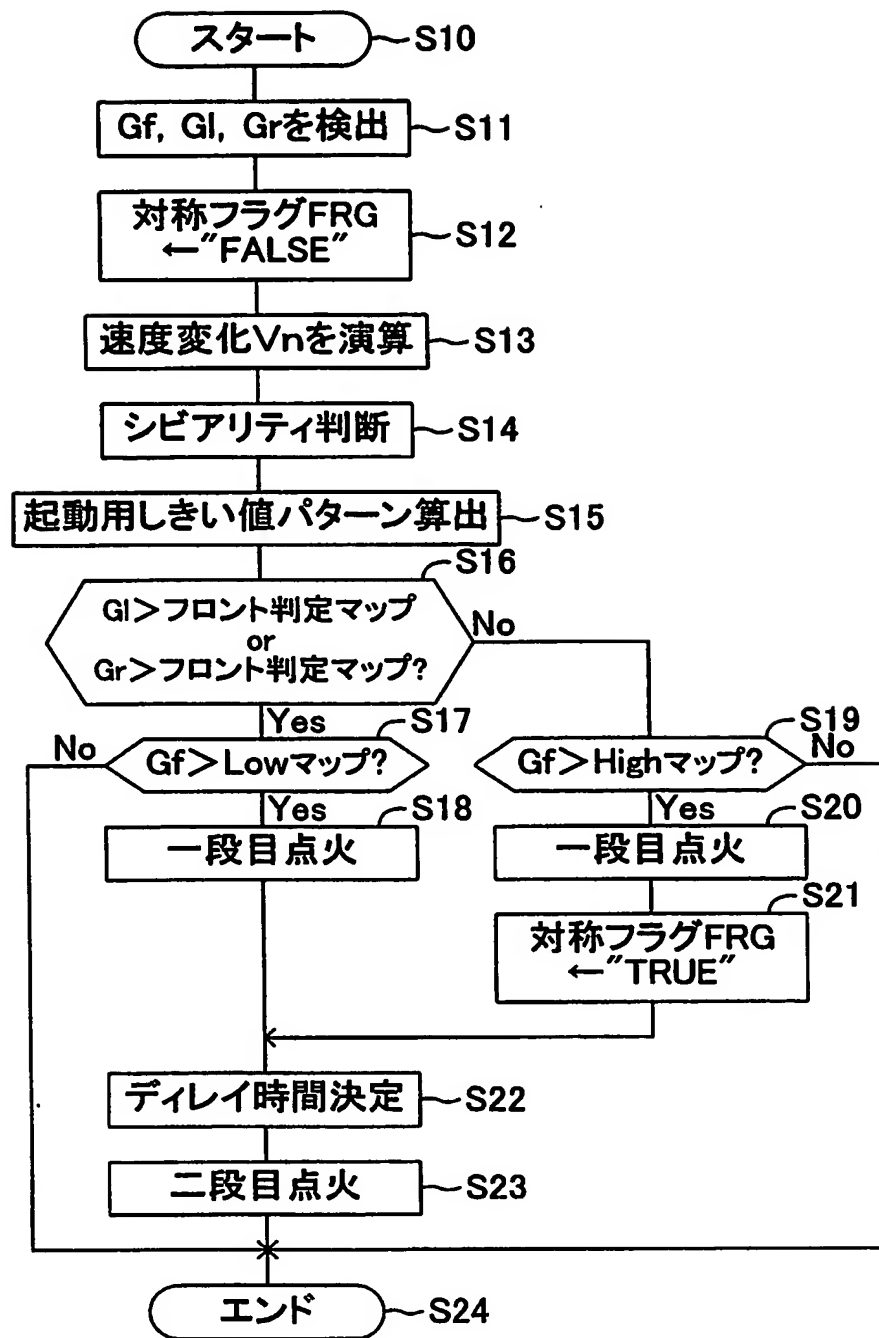 スタート
S10
Gf, Gl, Grを検出
S11
対称フラグFRG
←"FALSE"
S12
速度変化Vnを演算
S13
シビアリティ判断
S14
起動用しきい値パターン算出
S15
S16
Gl>フロント判定マップ
or
Gr>フロント判定マップ?
No
Yes
S17
No
Gf>Lowマップ?
S19
Gf>Highマップ?
No
Yes
S18
一段目点火
Yes
S20
一段目点火
S21
対称フラグFRG
←"TRUE"
ディレイ時間決定
S22
二段目点火
S23
エンド
S24